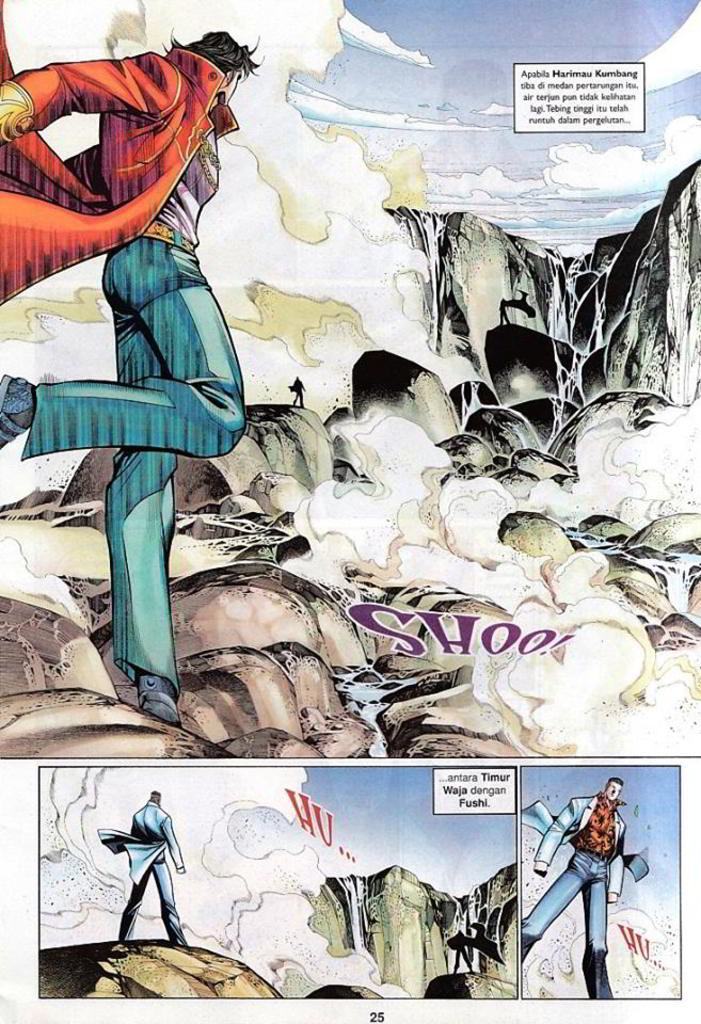 Apabila Harimau Kumbang
tiba di medan pertarungan itu,
air terjun pun tidak kelihatan
lagi. Tebing tinggi itu telah
runtuh dalam pergelutan...
SHOOO!
HU...
...antara Timur
Waja dengan
Fushi.
HU...
25